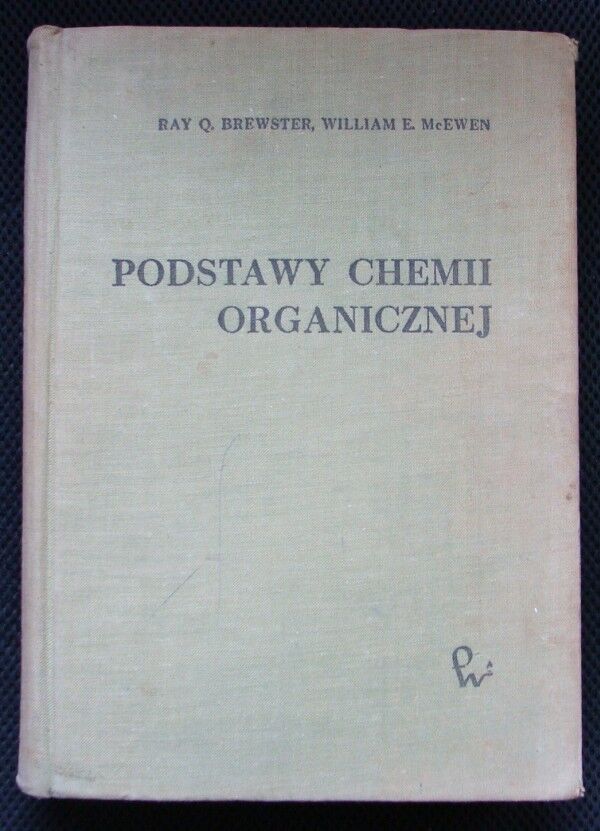 RAY Q. BREWSTER, WILLIAM E. McEWEN
PODSTAWY CHEMII
ORGANICZNEJ